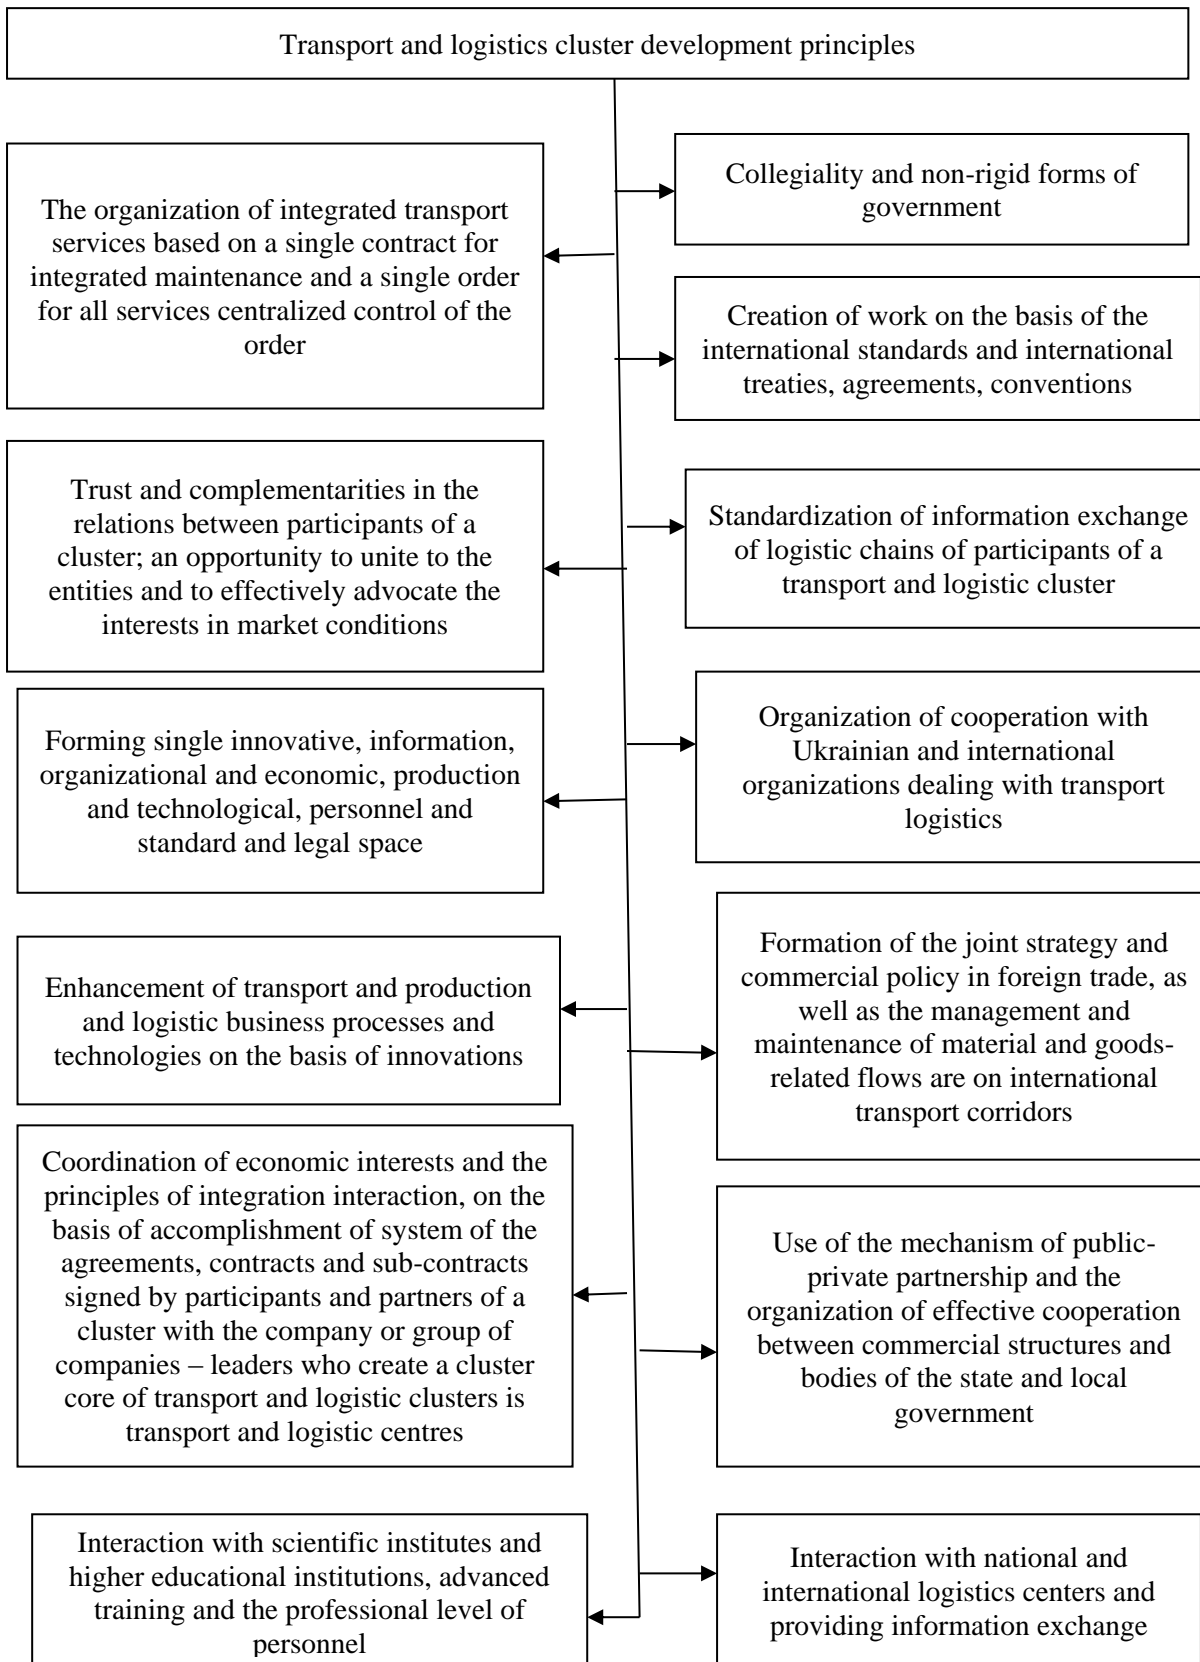 Transport and logistics cluster development principles
The organization of integrated transport
services based on a single contract for
integrated maintenance and a single order
for all services centralized control of the
order
Collegiality and non-rigid forms of
government
Creation of work on the basis of the
international standards and international
treaties, agreements, conventions
Trust and complementarities in the
relations between participants of a
cluster; an opportunity to unite to the
entities and to effectively advocate the
interests in market conditions
Standardization of information exchange
of logistic chains of participants of a
transport and logistic cluster
Forming single innovative, information,
organizational and economic, production
and technological, personnel and
standard and legal space
Organization of cooperation with
Ukrainian and international
organizations dealing with transport
logistics
Enhancement of transport and production
and logistic business processes and
technologies on the basis of innovations
Formation of the joint strategy and
commercial policy in foreign trade, as
well as the management and
maintenance of material and goods-
related flows are on international
transport corridors
Coordination of economic interests and the
principles of integration interaction, on the
basis of accomplishment of system of the
agreements, contracts and sub-contracts
signed by participants and partners of a
cluster with the company or group of
companies – leaders who create a cluster
core of transport and logistic clusters is
transport and logistic centres
Use of the mechanism of public-
private partnership and the
organization of effective cooperation
between commercial structures and
bodies of the state and local
government
Interaction with scientific institutes and
higher educational institutions, advanced
training and the professional level of
personnel
Interaction with national and
international logistics centers and
providing information exchange